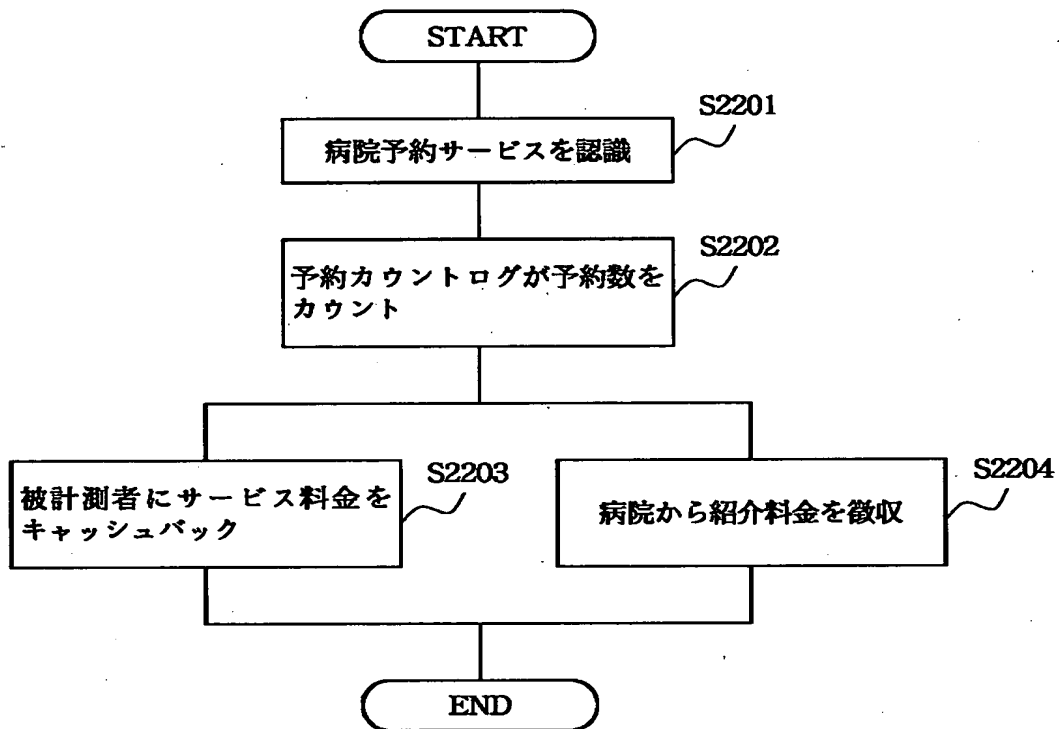 START
S2201
病院予約サービスを認識
S2202
予約カウントログが予約数を
カウント
S2203
被計測者にサービス料金を
キャッシュバック
S2204
病院から紹介料金を徴収
END